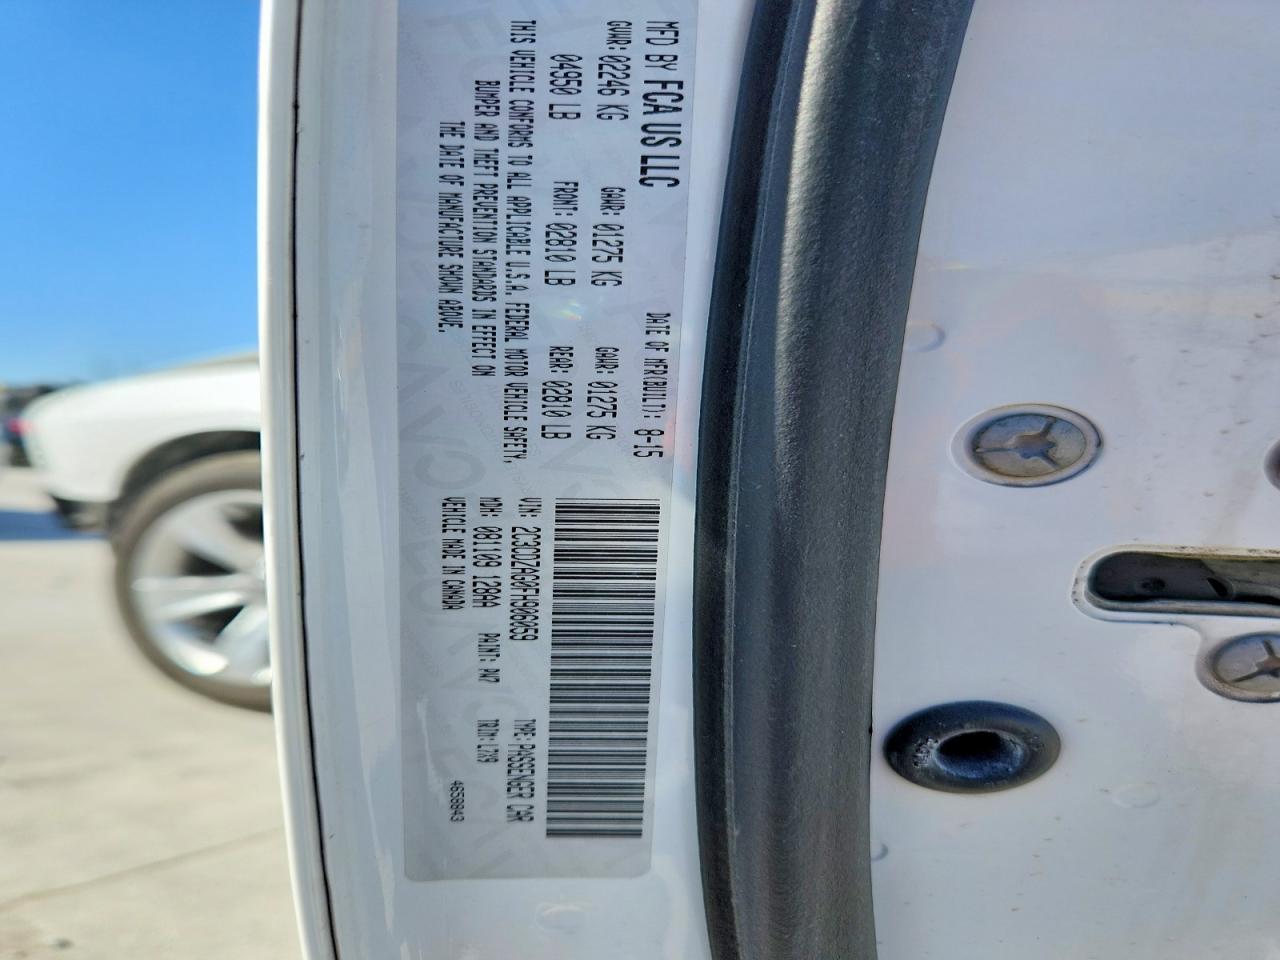 MFD BY FCA US LLC
DATE OF MFR(BUILT): 8-15
GVWR: 02246 KG
GAWR: 01275 KG
GAWR: 01275 KG
04950 LB
FRONT: 02810 LB
REAR: 02810 LB
THIS VEHICLE CONFORMS TO ALL APPLICABLE U.S.A. FEDERAL MOTOR VEHICLE SAFETY,
BUMPER AND THEFT PREVENTION STANDARDS IN EFFECT ON
THE DATE OF MANUFACTURE SHOWN ABOVE.
VIN: 2C3CDZAG0FH906059
TYPE: PASSENGER CAR
MDH: 081109 128AA
PAINT: PW7
TRIM: L7X9
VEHICLE MADE IN CANADA